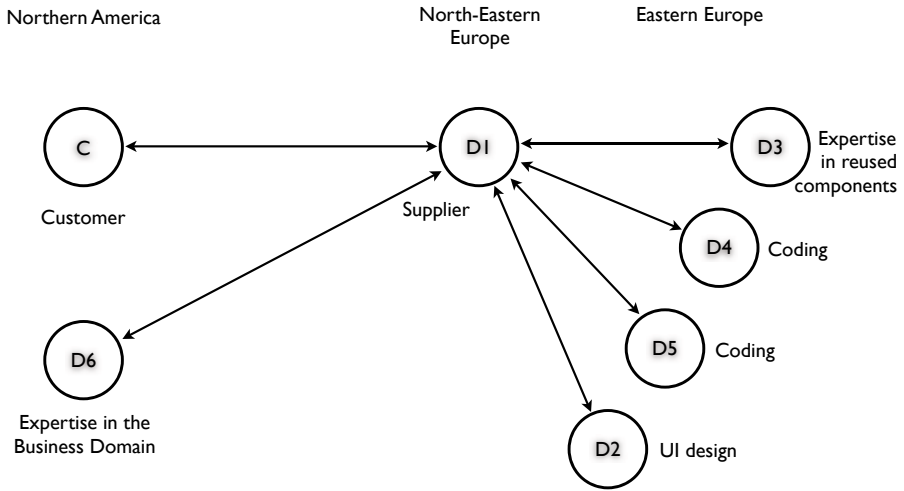 Northern America
North-Eastern
Europe
Eastern Europe
C
D1
D3
Expertise
in reused
components
Customer
Supplier
D4
Coding
D5
Coding
D6
Expertise in the
Business Domain
D2
UI design